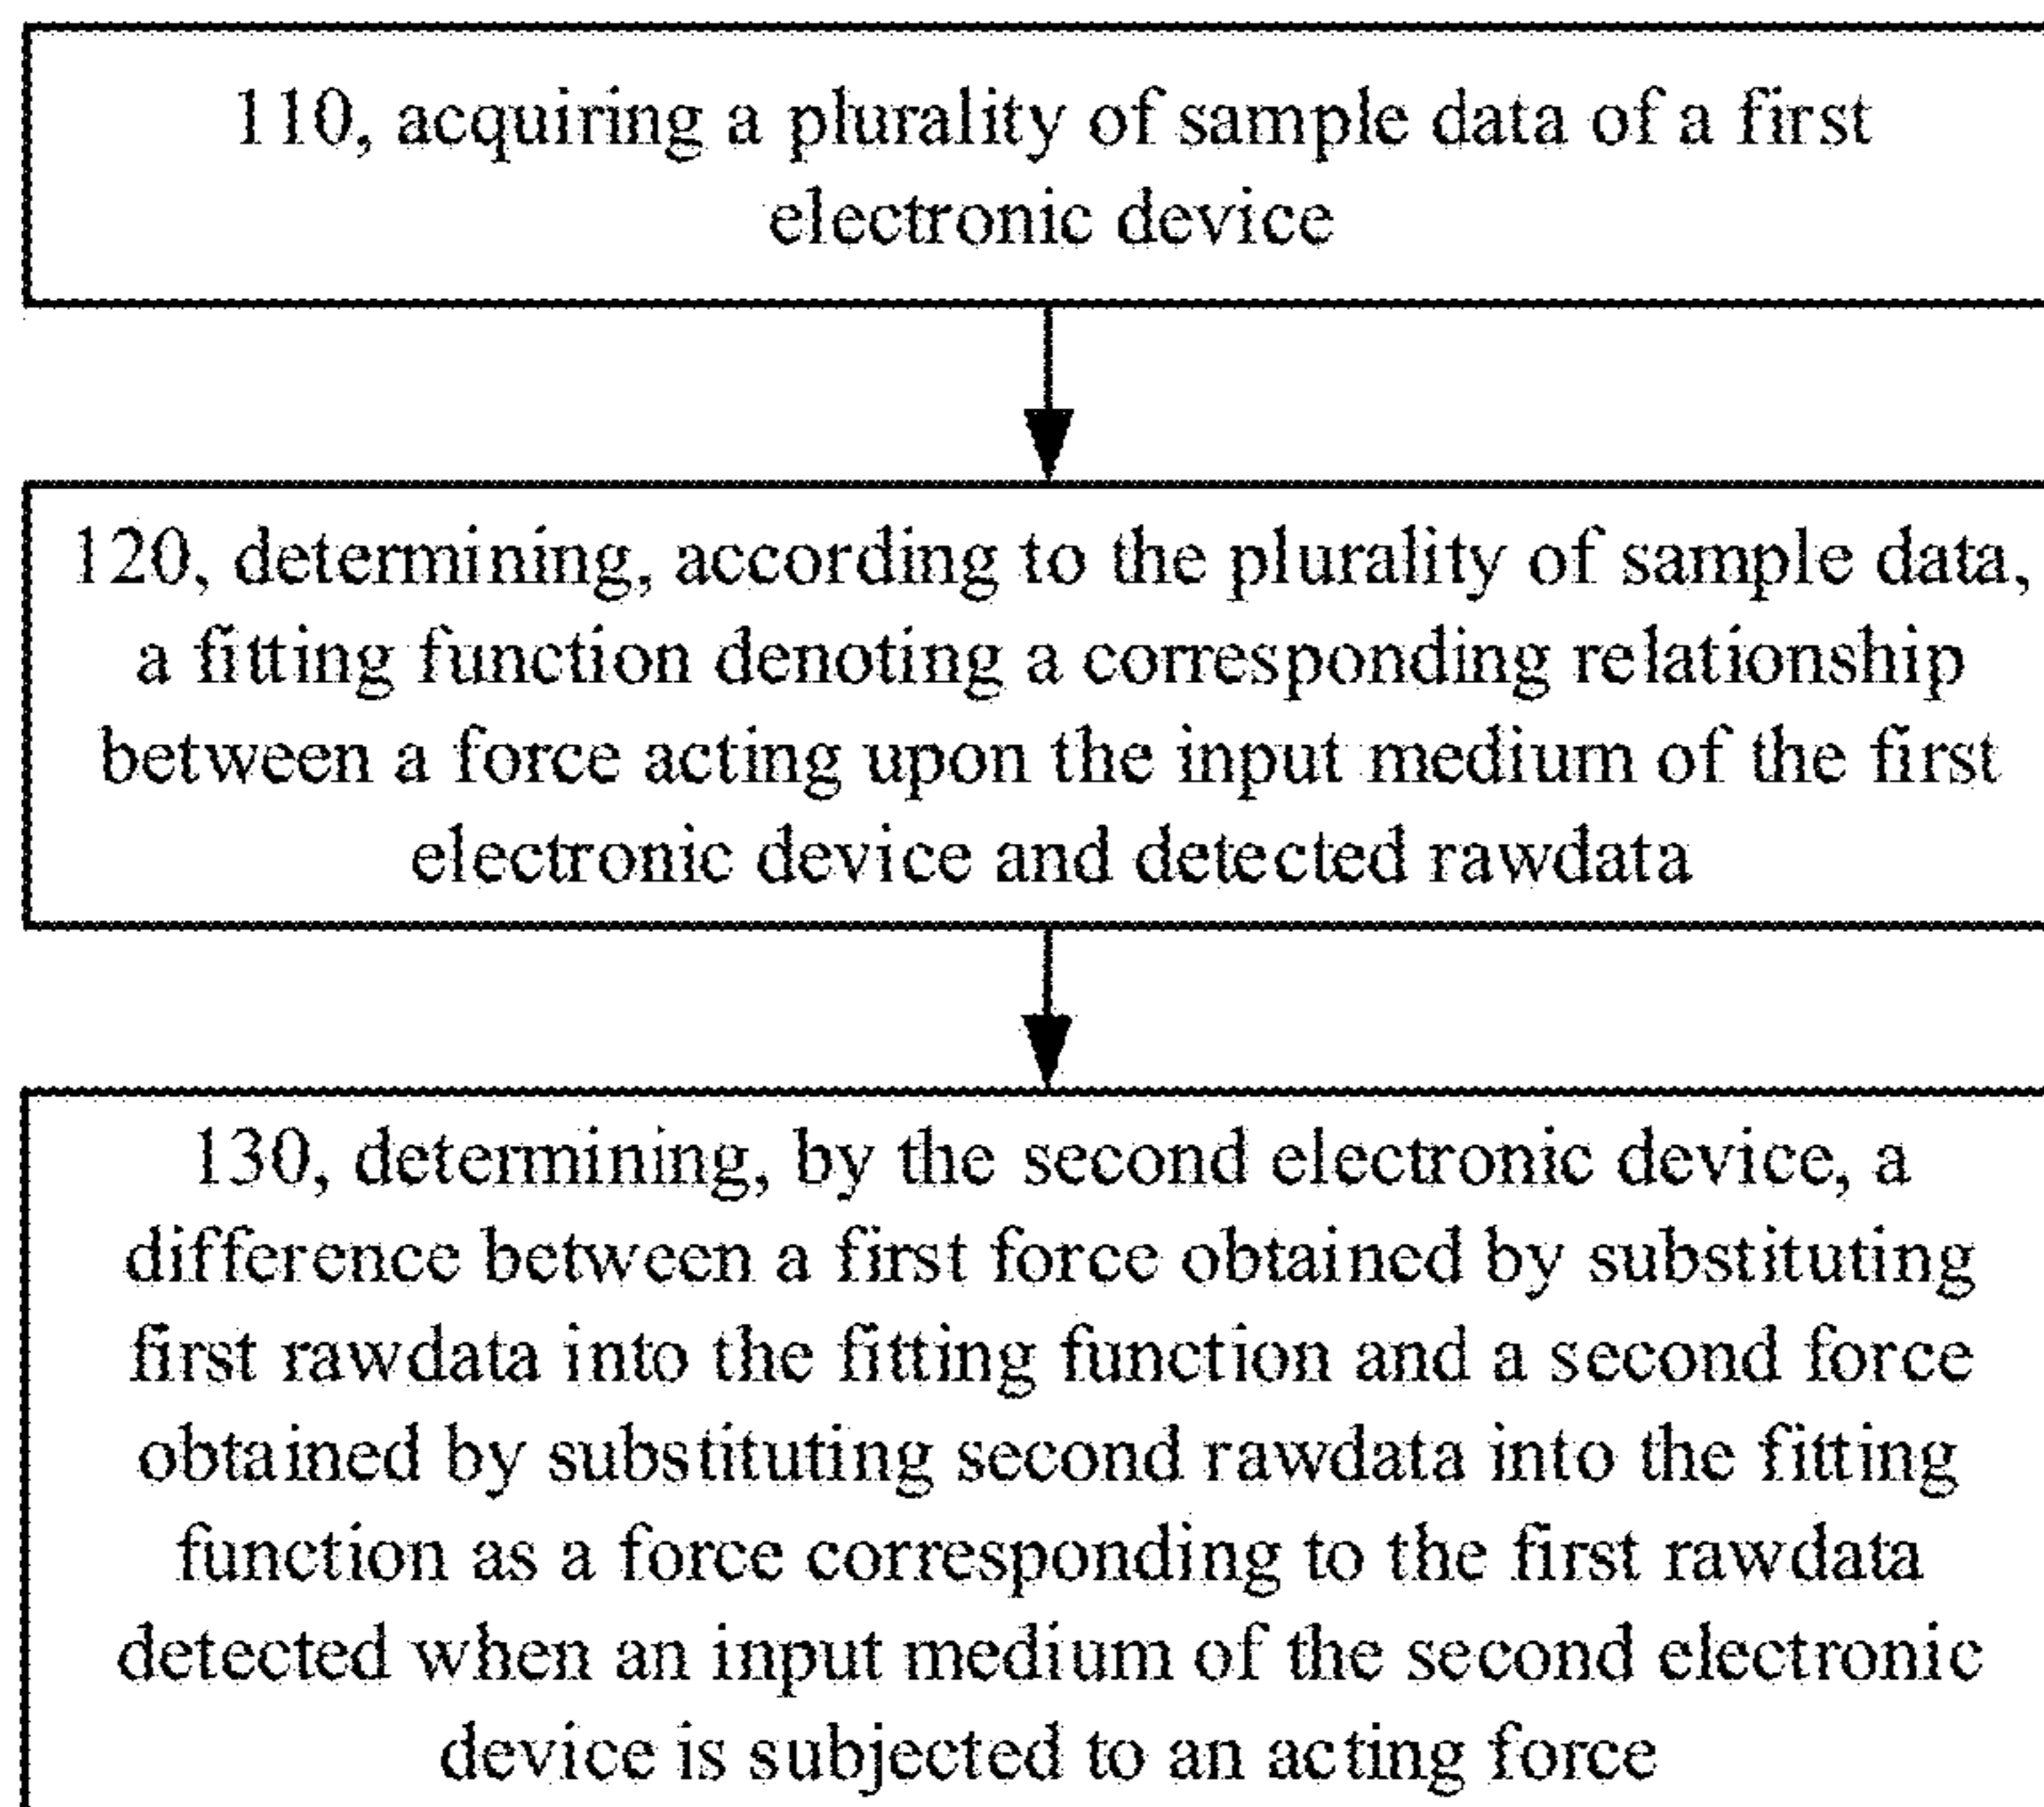 110, acquiring a plurality of sample data of a first
electronic device
120, determining, according to the plurality of sample data,
a fitting function denoting a corresponding relationship
between a force acting upon the input medium of the first
electronic device and detected rawdata
130, determining, by the second electronic device, a
difference between a first force obtained by substituting
first rawdata into the fitting function and a second force
obtained by substituting second rawdata into the fitting
function as a force corresponding to the first rawdata
detected when an input medium of the second electronic
device is subjected to an acting force